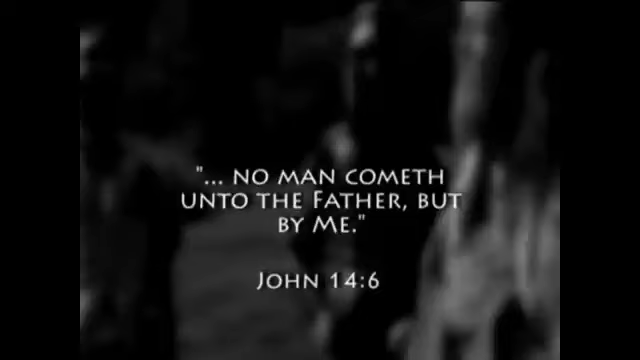 "... NO MAN COMETH
UNTO THE FATHER, BUT
BY ME."
JOHN 14:6